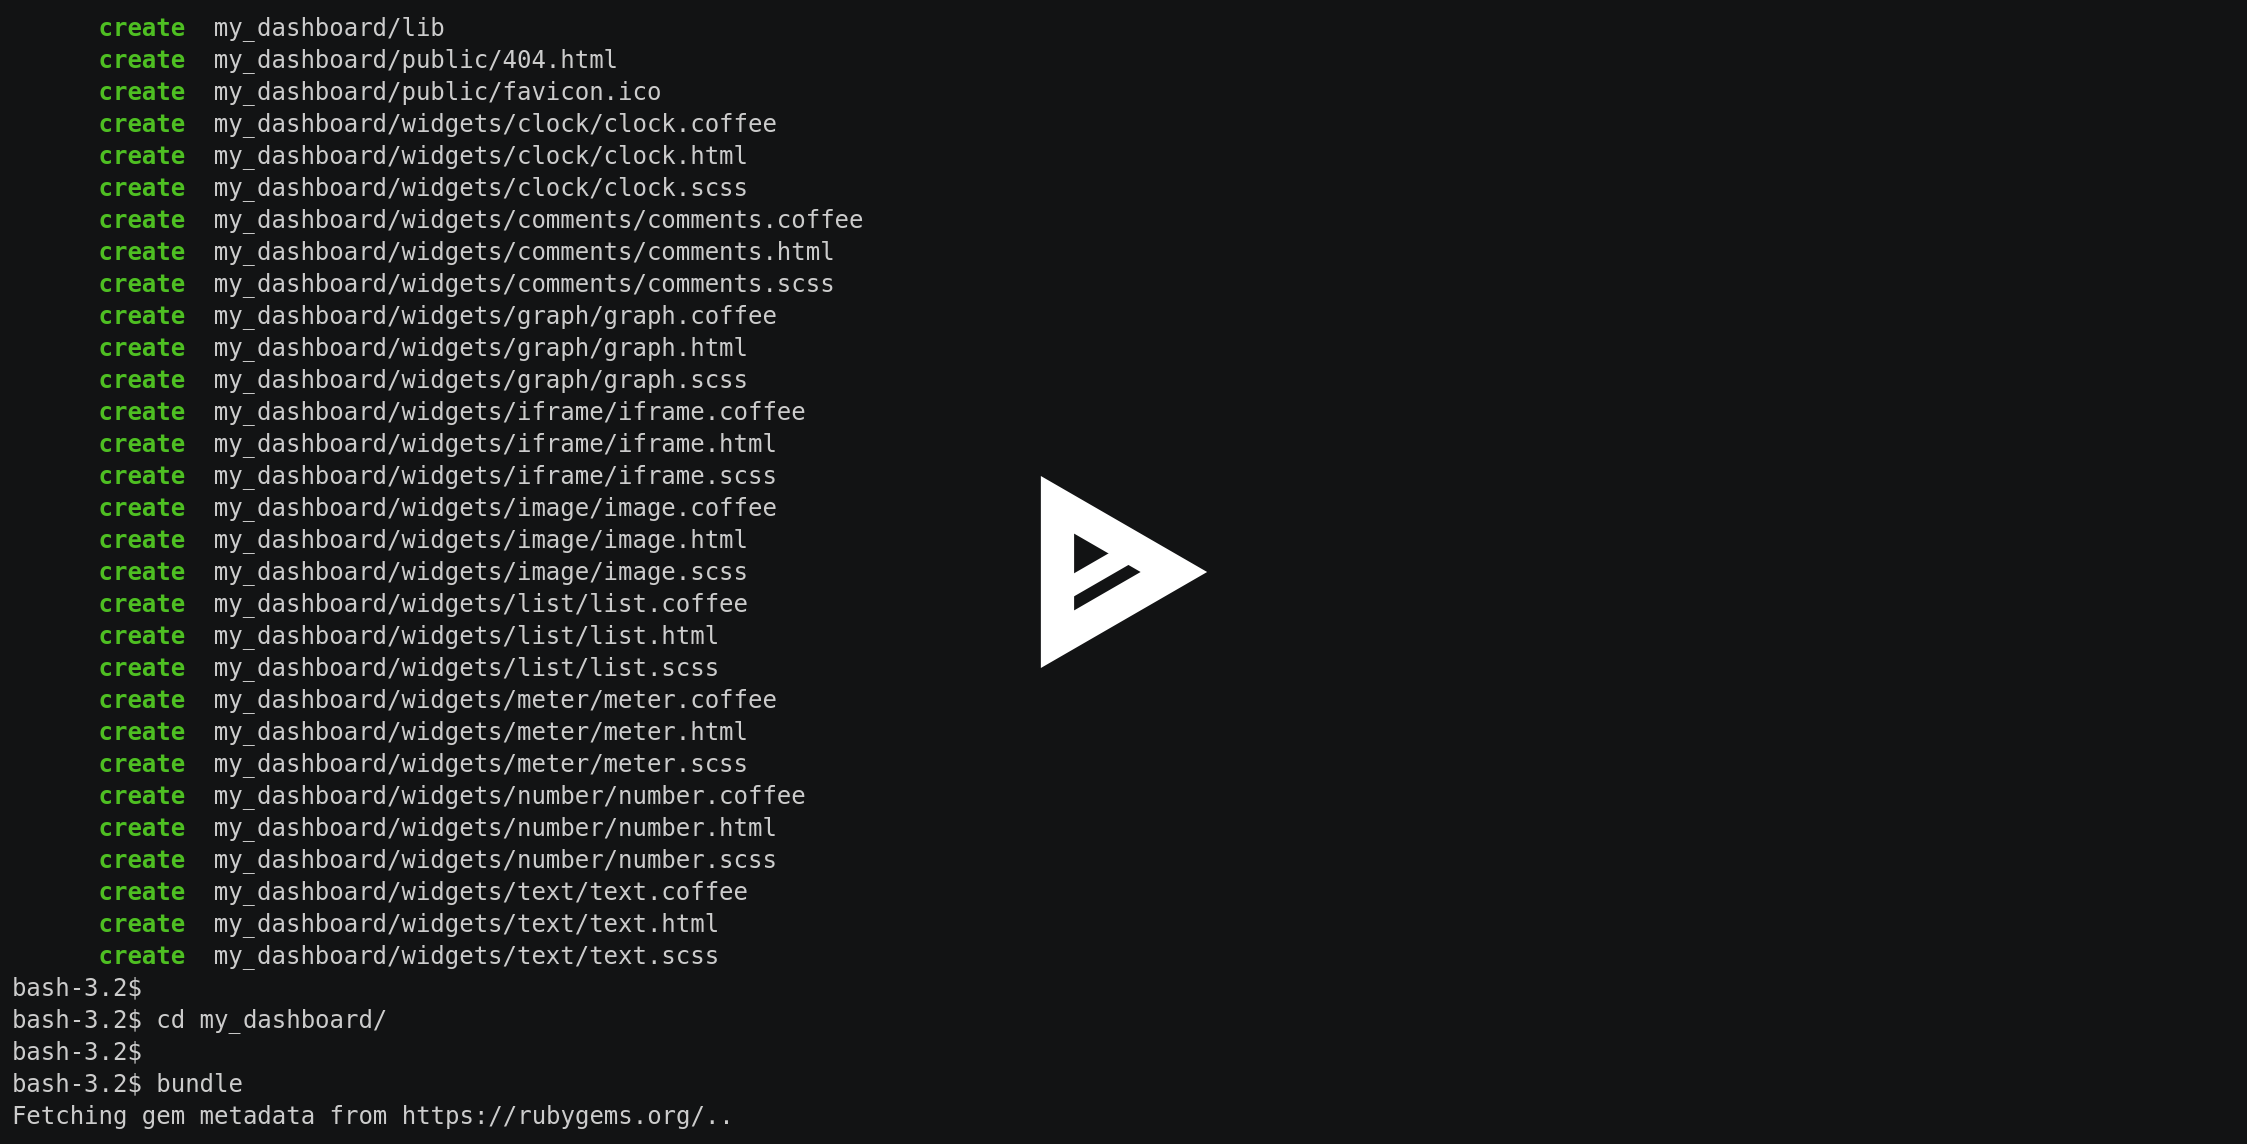 create  my_dashboard/lib
create  my_dashboard/public/404.html
create  my_dashboard/public/favicon.ico
create  my_dashboard/widgets/clock/clock.coffee
create  my_dashboard/widgets/clock/clock.html
create  my_dashboard/widgets/clock/clock.scss
create  my_dashboard/widgets/comments/comments.coffee
create  my_dashboard/widgets/comments/comments.html
create  my_dashboard/widgets/comments/comments.scss
create  my_dashboard/widgets/graph/graph.coffee
create  my_dashboard/widgets/graph/graph.html
create  my_dashboard/widgets/graph/graph.scss
create  my_dashboard/widgets/iframe/iframe.coffee
create  my_dashboard/widgets/iframe/iframe.html
create  my_dashboard/widgets/iframe/iframe.scss
create  my_dashboard/widgets/image/image.coffee
create  my_dashboard/widgets/image/image.html
create  my_dashboard/widgets/image/image.scss
create  my_dashboard/widgets/list/list.coffee
create  my_dashboard/widgets/list/list.html
create  my_dashboard/widgets/list/list.scss
create  my_dashboard/widgets/meter/meter.coffee
create  my_dashboard/widgets/meter/meter.html
create  my_dashboard/widgets/meter/meter.scss
create  my_dashboard/widgets/number/number.coffee
create  my_dashboard/widgets/number/number.html
create  my_dashboard/widgets/number/number.scss
create  my_dashboard/widgets/text/text.coffee
create  my_dashboard/widgets/text/text.html
create  my_dashboard/widgets/text/text.scss
bash-3.2$
bash-3.2$ cd my_dashboard/
bash-3.2$
bash-3.2$ bundle
Fetching gem metadata from https://rubygems.org/..